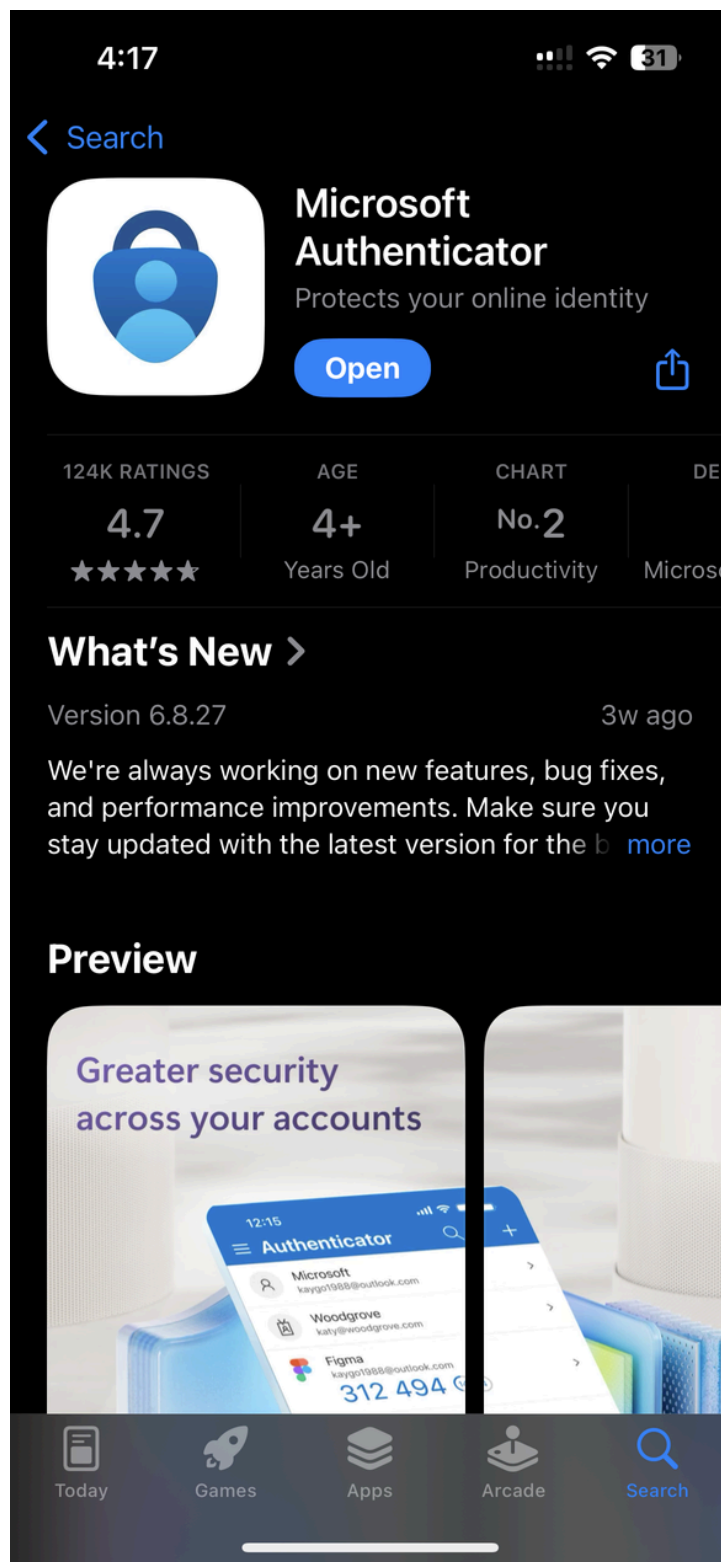 4:17
31
Search
Microsoft
Authenticator
Protects your online identity
Open
124K RATINGS
4.7
AGE
4+
Years Old
CHART
No.2
Productivity
DE
Micros
What's New
Version 6.8.27
3w ago
We're always working on new features, bug fixes,
and performance improvements. Make sure you
stay updated with the latest version for the b more
Preview
Greater security
across your accounts
12:15
Authenticator
Microsoft
kaygo1988@outlook.com
Woodgrove
katy@woodgrove.com
Figma
kaygo1988@outlook.com
312 494
Today
Games
Apps
Arcade
Search